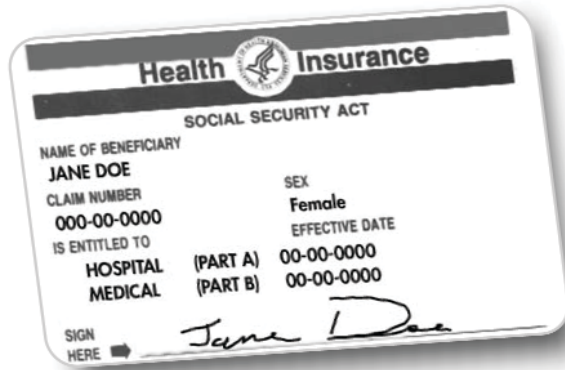 Health Insurance
SOCIAL SECURITY ACT
NAME OF BENEFICIARY
JANE DOE
CLAIM NUMBER
000-00-0000
SEX
Female
IS ENTITLED TO
EFFECTIVE DATE
HOSPITAL (PART A) 00-00-0000
MEDICAL (PART B) 00-00-0000
SIGN
HERE
Jane Doe